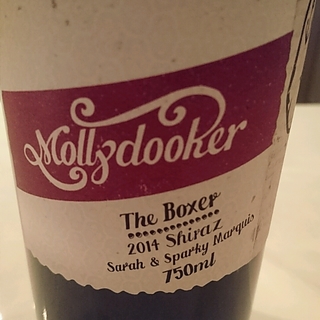 Mollydooker
The Boxer
2014 Shiraz
Sarah & Sparky Marquis
750ml